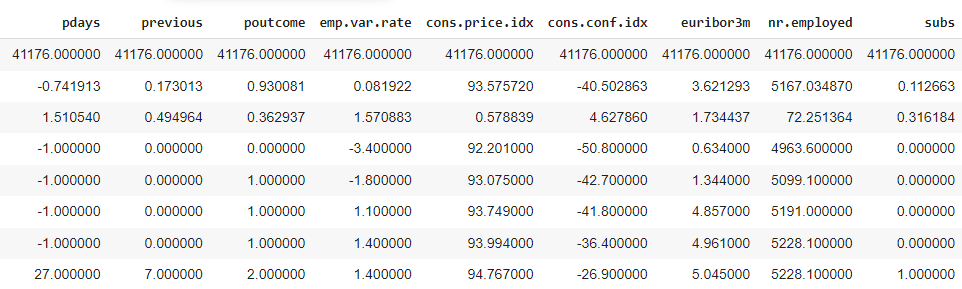 pdays previous poutcome emp.var.rate cons.price.idx cons.conf.idx euribor3m nr.employed subs
41176.000000 41176.000000 41176.000000 41176.000000 41176.000000 41176.000000 41176.000000 41176.000000 41176.000000
-0.741913 0.173013 0.930081 0.081922 93.575720 -40.502863 3.621293 5167.034870 0.112663
1.510540 0.494964 0.362937 1.570883 0.578839 4.627860 1.734437 72.251364 0.316184
-1.000000 0.000000 0.000000 -3.400000 92.201000 -50.800000 0.634000 4963.600000 0.000000
-1.000000 0.000000 1.000000 -1.800000 93.075000 -42.700000 1.344000 5099.100000 0.000000
-1.000000 0.000000 1.000000 1.100000 93.749000 -41.800000 4.857000 5191.000000 0.000000
-1.000000 0.000000 1.000000 1.400000 93.994000 -36.400000 4.961000 5228.100000 0.000000
27.000000 7.000000 2.000000 1.400000 94.767000 -26.900000 5.045000 5228.100000 1.000000